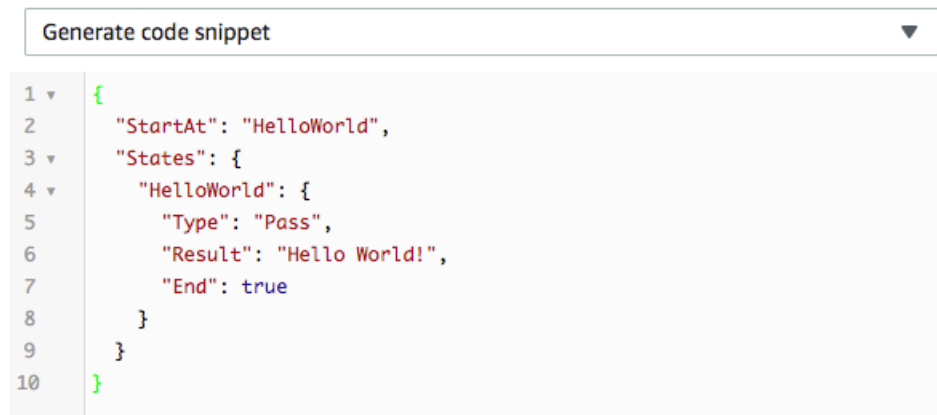 Generate code snippet
1 {
2 "StartAt": "HelloWorld",
3 "States": {
4 "HelloWorld": {
5 "Type": "Pass",
6 "Result": "Hello World!",
7 "End": true
8 }
9 }
10 }